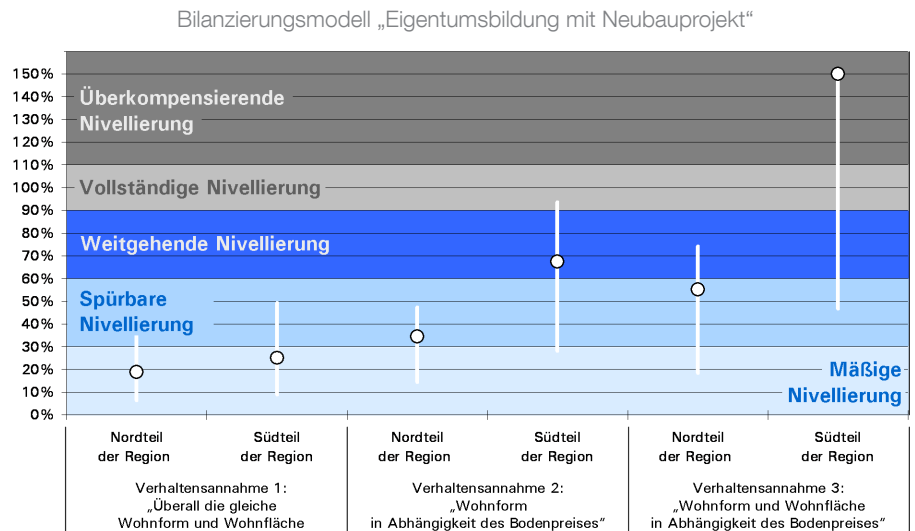 Bilanzierungsmodell „Eigentumsbildung mit Neubauprojekt“
150%
140%
130%
120%
110%
100%
90%
80%
70%
60%
50%
40%
30%
20%
10%
0%
Überkompensierende
Nivellierung
Vollständige Nivellierung
Weitgehende Nivellierung
Spürbare
Nivellierung
Mäßige
Nivellierung
Nordteil
der Region
Südteil
der Region
Nordteil
der Region
Südteil
der Region
Nordteil
der Region
Südteil
der Region
Verhaltensannahme 1:
„Überall die gleiche
Wohnform und Wohnfläche
Verhaltensannahme 2:
„Wohnform
in Abhängigkeit des Bodenpreises“
Verhaltensannahme 3:
„Wohnform und Wohnfläche
in Abhängigkeit des Bodenpreises“